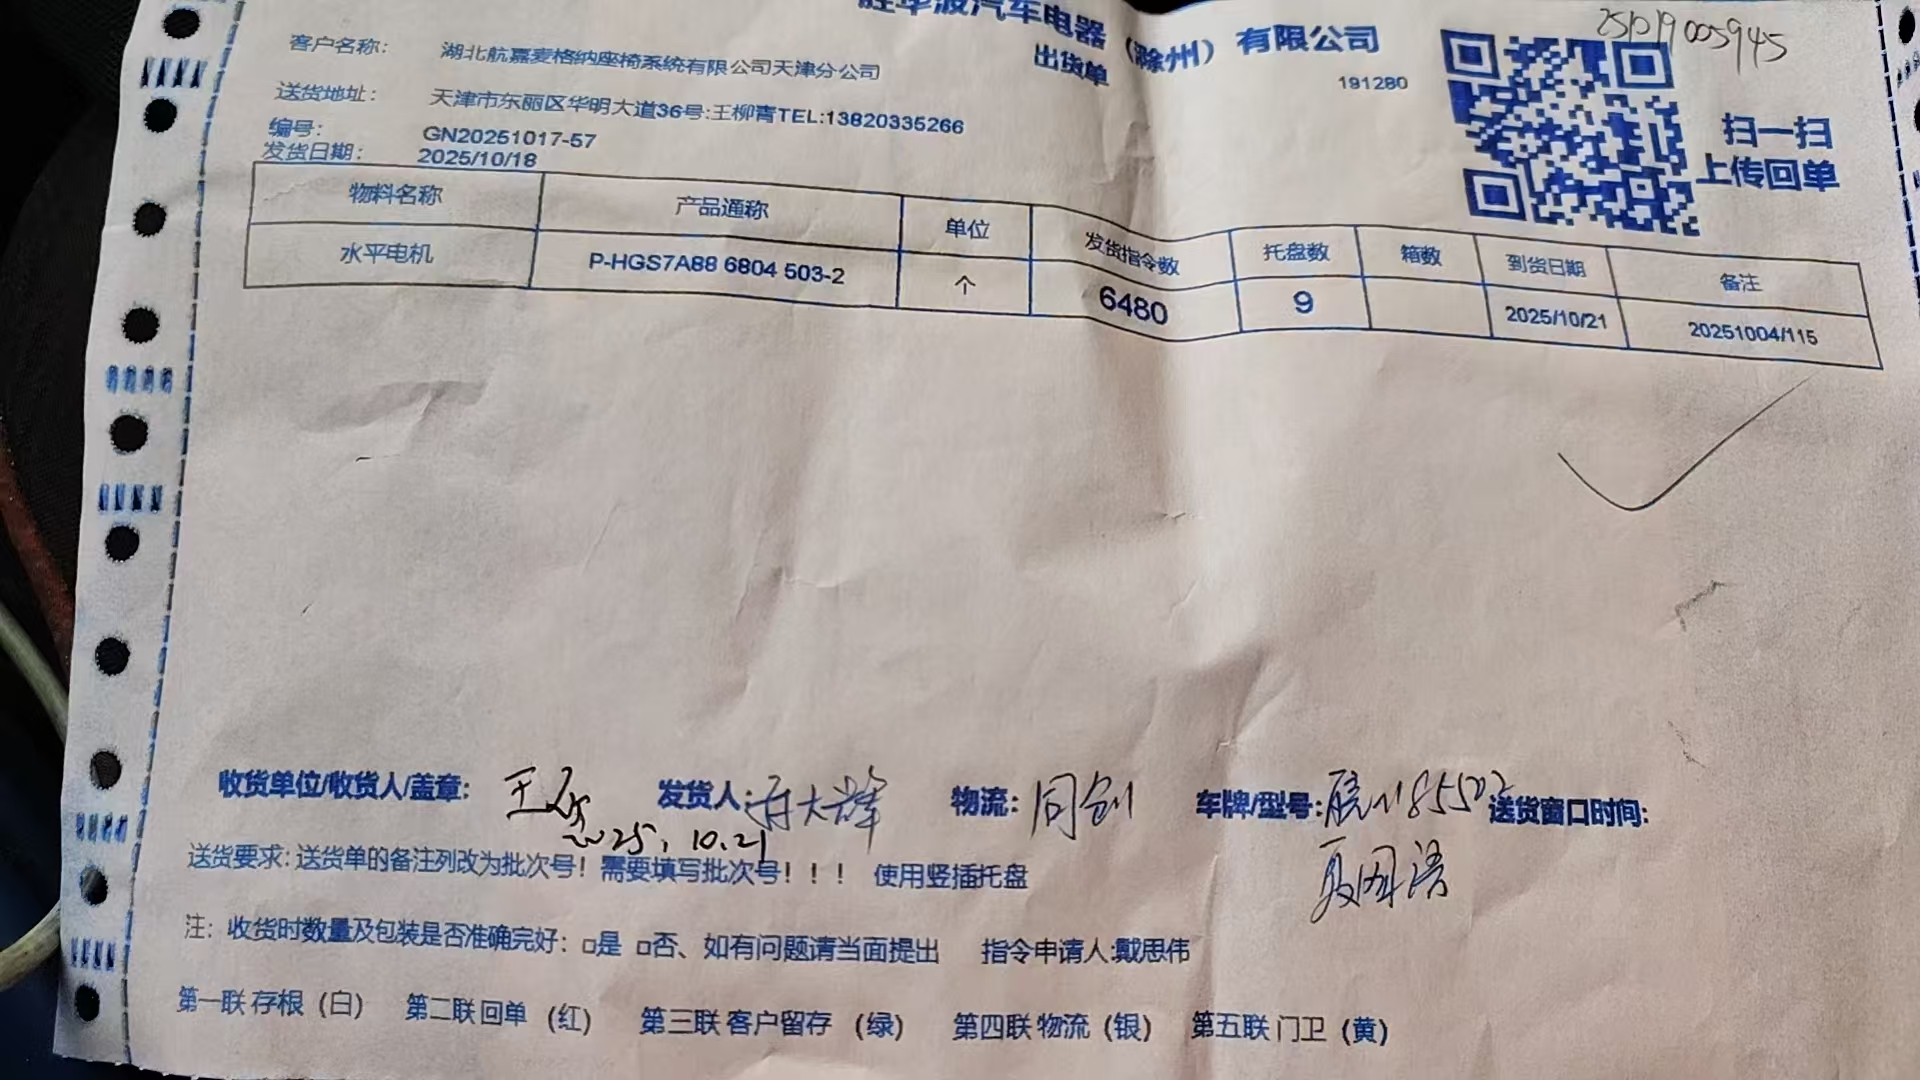 胜华波汽车电器（滁州）有限公司
出货单
191280
251019005945
客户名称： 湖北航嘉麦格纳座椅系统有限公司天津分公司
送货地址： 天津市东丽区华明大道36号:王柳青TEL:13820335266
编号： GN20251017-57
发货日期： 2025/10/18
扫一扫
上传回单
物料名称 产品通称 单位 发货指令数 托盘数 箱数 到货日期 备注
水平电机 P-HGS7A88 6804 503-2 个 6480 9 2025/10/21 20251004/115
收货单位/收货人/盖章： 发货人: 物流：同创 车牌/型号: 送货窗口时间:
2025.10.21
送货要求：送货单的备注列改为批次号！需要填写批次号！！！ 使用竖插托盘
注： 收货时数量及包装是否准确完好：□是 □否、如有问题请当面提出 指令申请人:戴思伟
第一联 存根（白） 第二联 回单 （红） 第三联 客户留存 （绿） 第四联 物流（银） 第五联 门卫（黄）